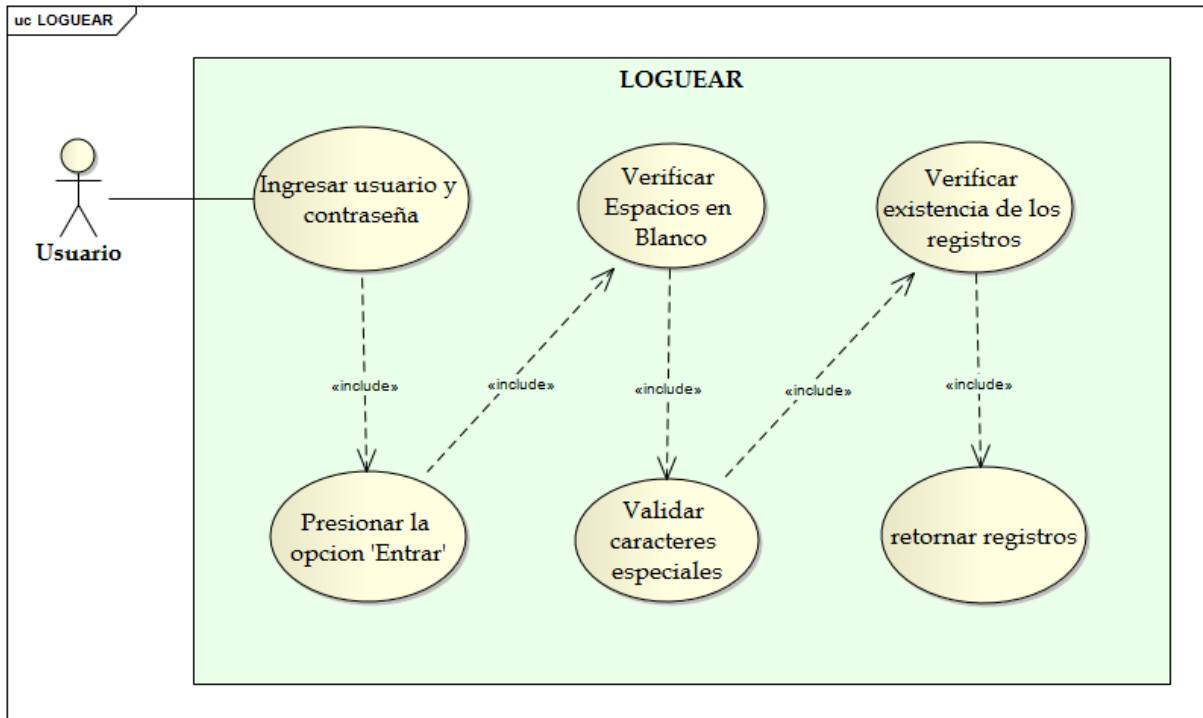 uc LOGUEAR
LOGUEAR
Usuario
Ingresar usuario y
contraseña
Verificar
Espacios en
Blanco
Verificar
existencia de los
registros
«include»
«include»
«include»
«include»
«include»
Presionar la
opcion 'Entrar'
Validar
caracteres
especiales
retornar registros